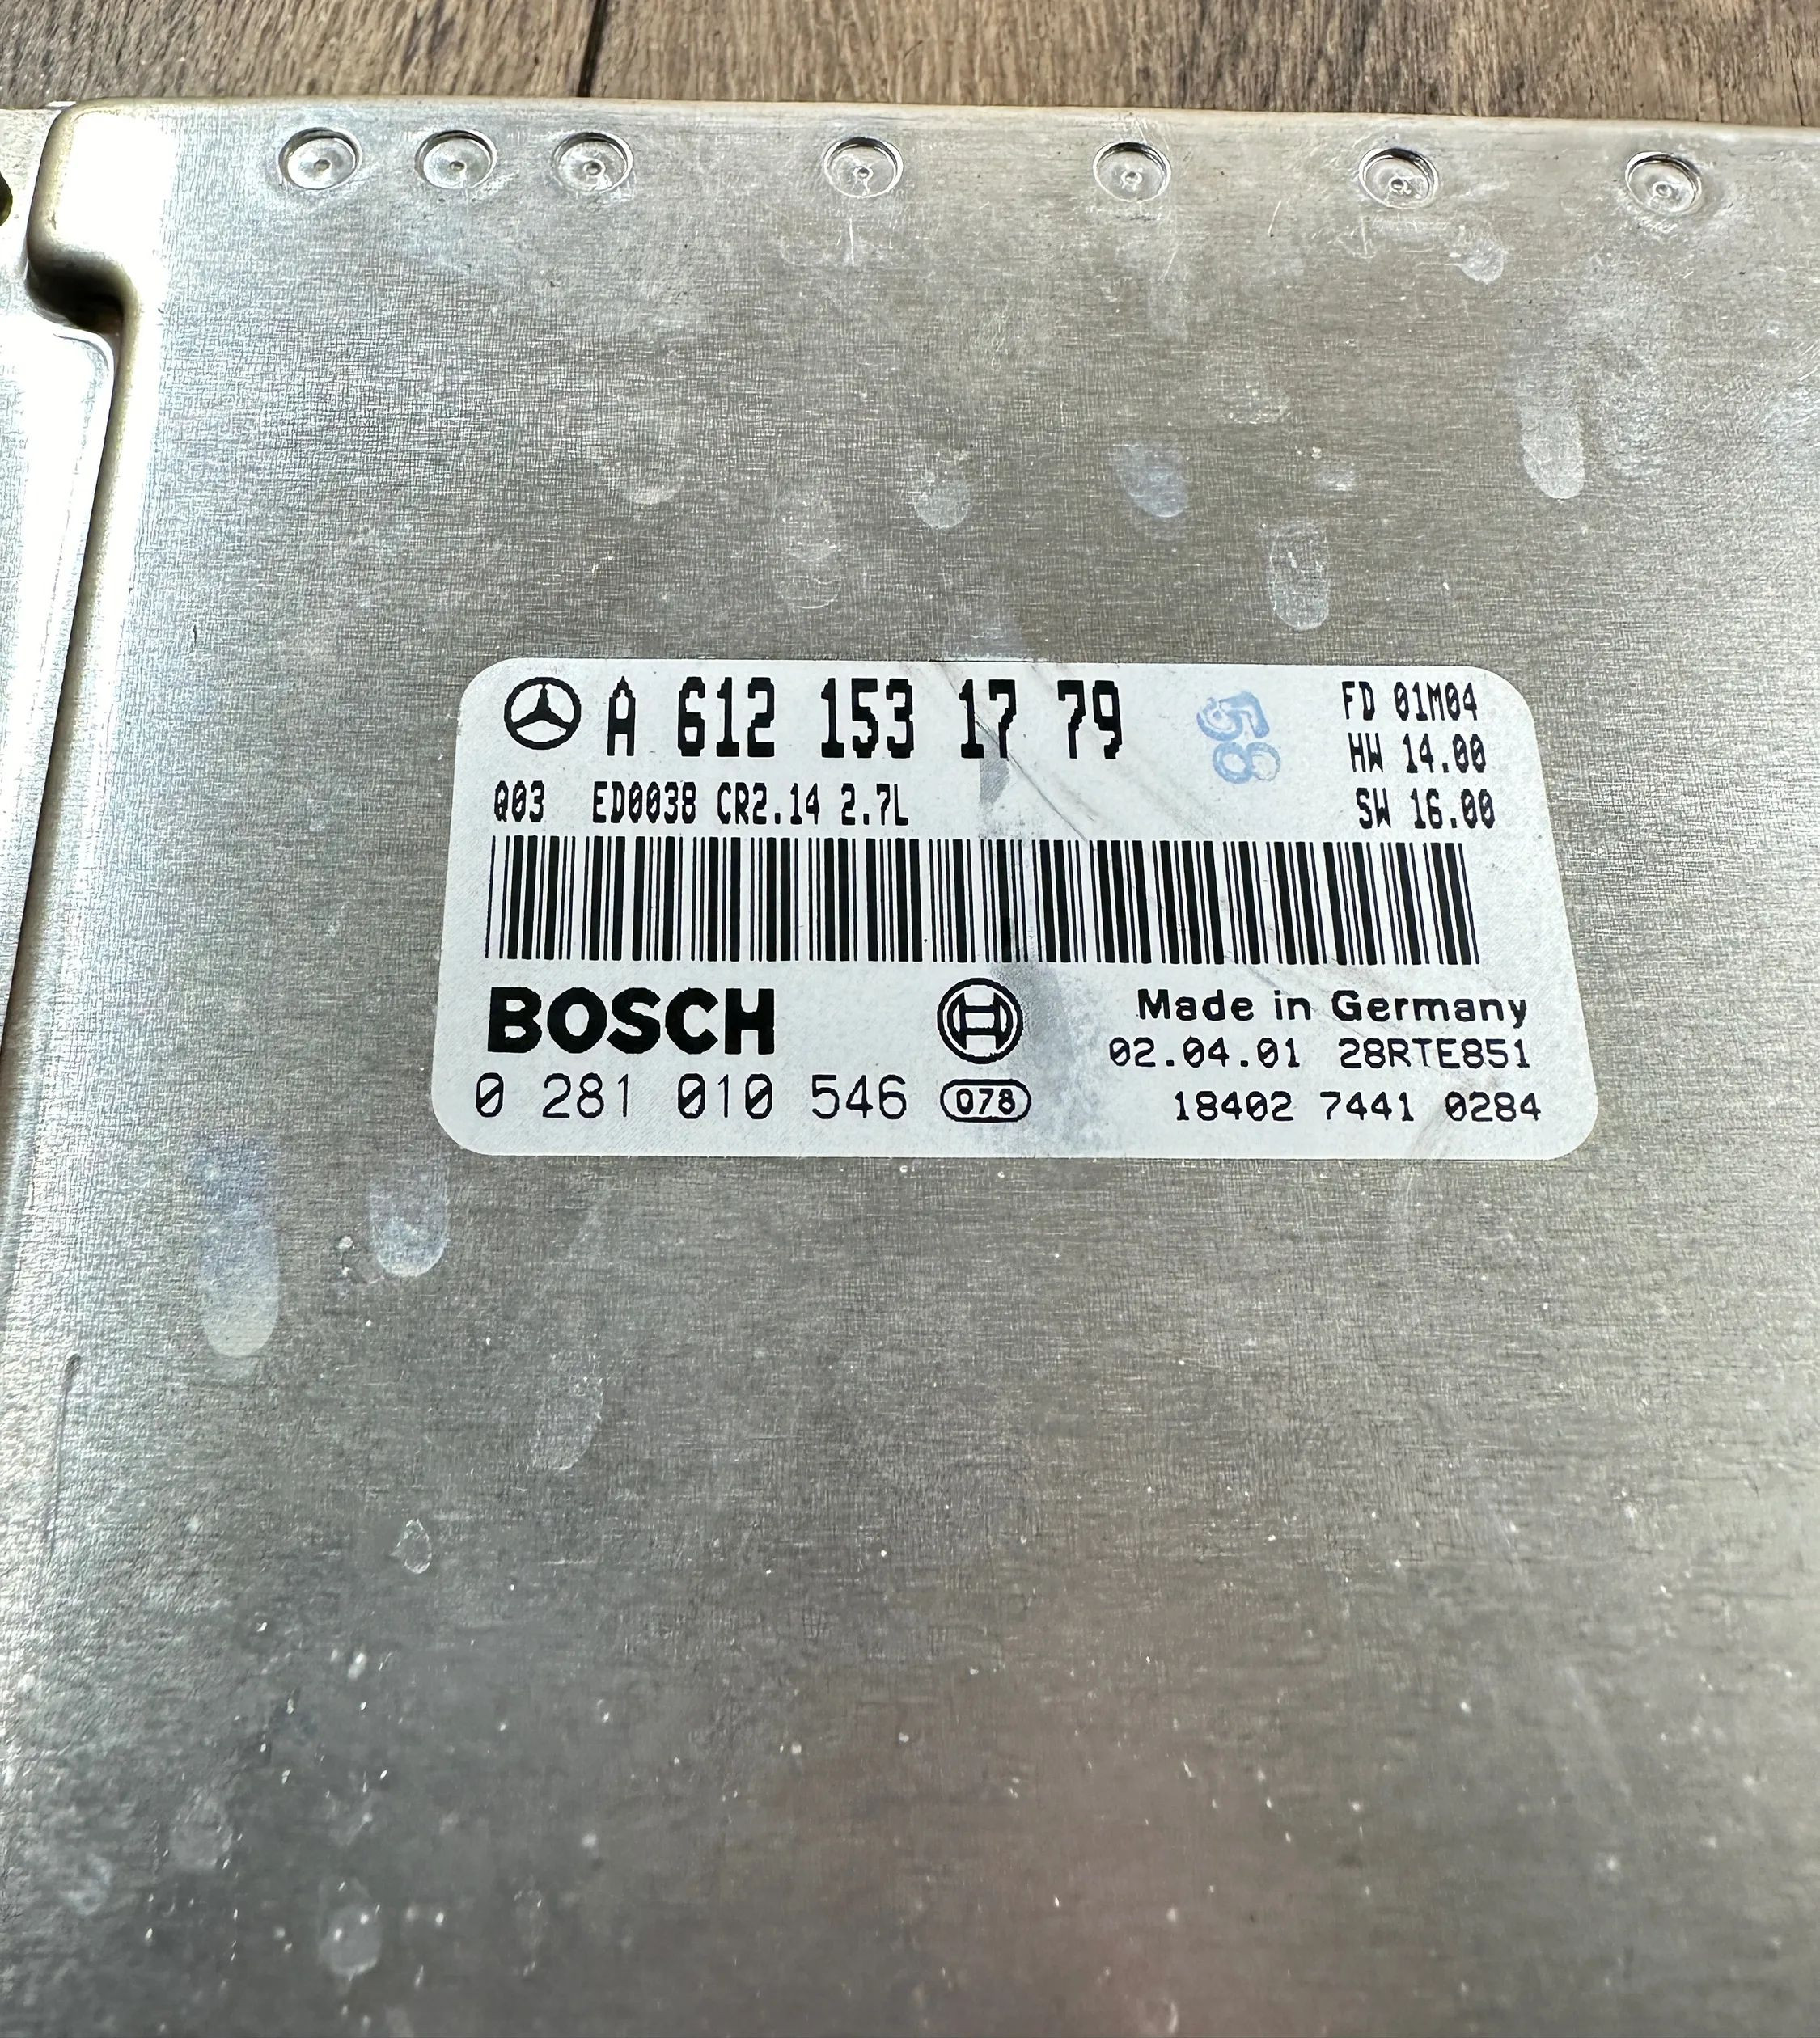 A 612 153 17 79
58
FD 01M04
HW 14.00
Q03 ED0038 CR2.14 2.7L
SW 16.00
BOSCH
Made in Germany
02.04.01 28RTE851
0 281 010 546 078
18402 7441 0284